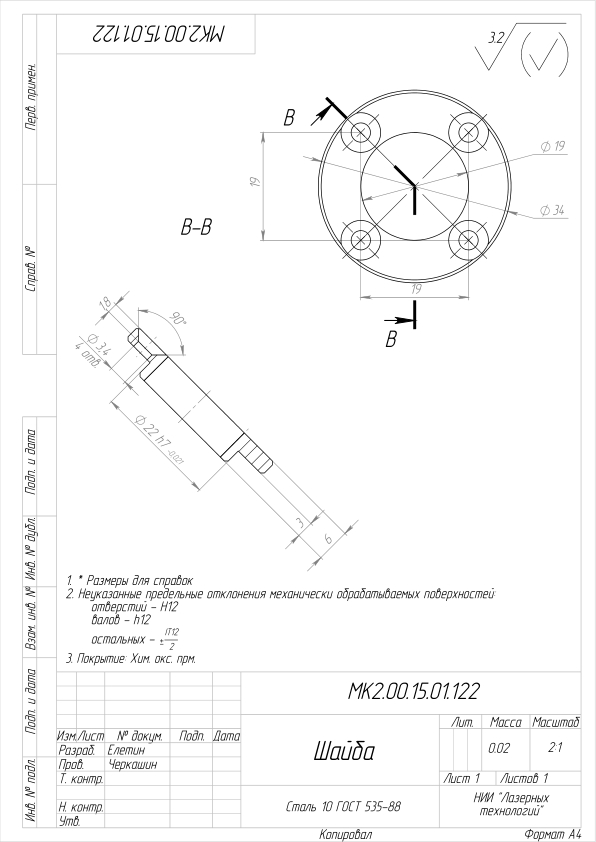 МК2.00.15.01.122
3.2
В
19
∅ 19
∅ 34
19
В
В–В
1,8
90°
∅ 3,4
4 отв.
∅ 22 h7 -0,021
3
6
1. * Размеры для справок
2. Неуказанные предельные отклонения механически обрабатываемых поверхностей:
отверстий – H12
валов – h12
остальных – ± IT12/2
3. Покрытие: Хим. окс. прм.
Перв. примен.
Справ. №
Подп. и дата
Инв. № дубл.
Взам. инв. №
Подп. и дата
Инв. № подл.
МК2.00.15.01.122
Изм. Лист № докум. Подп. Дата
Разраб. Елетин
Пров. Черкашин
Т. контр.
Н. контр.
Утв.
Шайба
Лит. Масса Масштаб
0.02 2:1
Лист 1 Листов 1
Сталь 10 ГОСТ 535–88
НИИ "Лазерных
технологий"
Копировал Формат А4